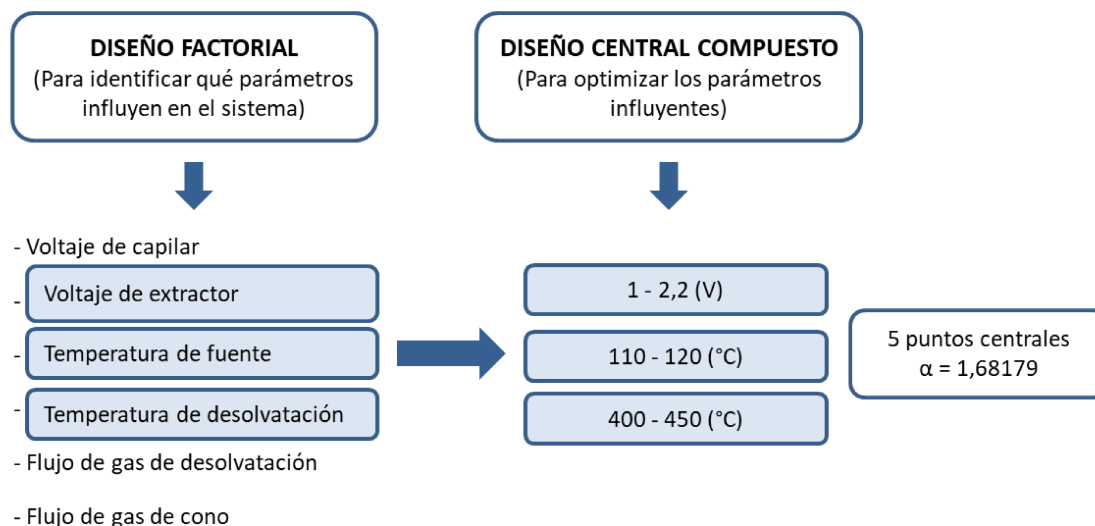 DISEÑO FACTORIAL
(Para identificar qué parámetros
influyen en el sistema)
DISEÑO CENTRAL COMPUESTO
(Para optimizar los parámetros
influyentes)
- Voltaje de capilar
- Voltaje de extractor
- Temperatura de fuente
- Temperatura de desolvatación
- Flujo de gas de desolvatación
- Flujo de gas de cono
1 - 2,2 (V)
110 - 120 (°C)
400 - 450 (°C)
5 puntos centrales
α = 1,68179